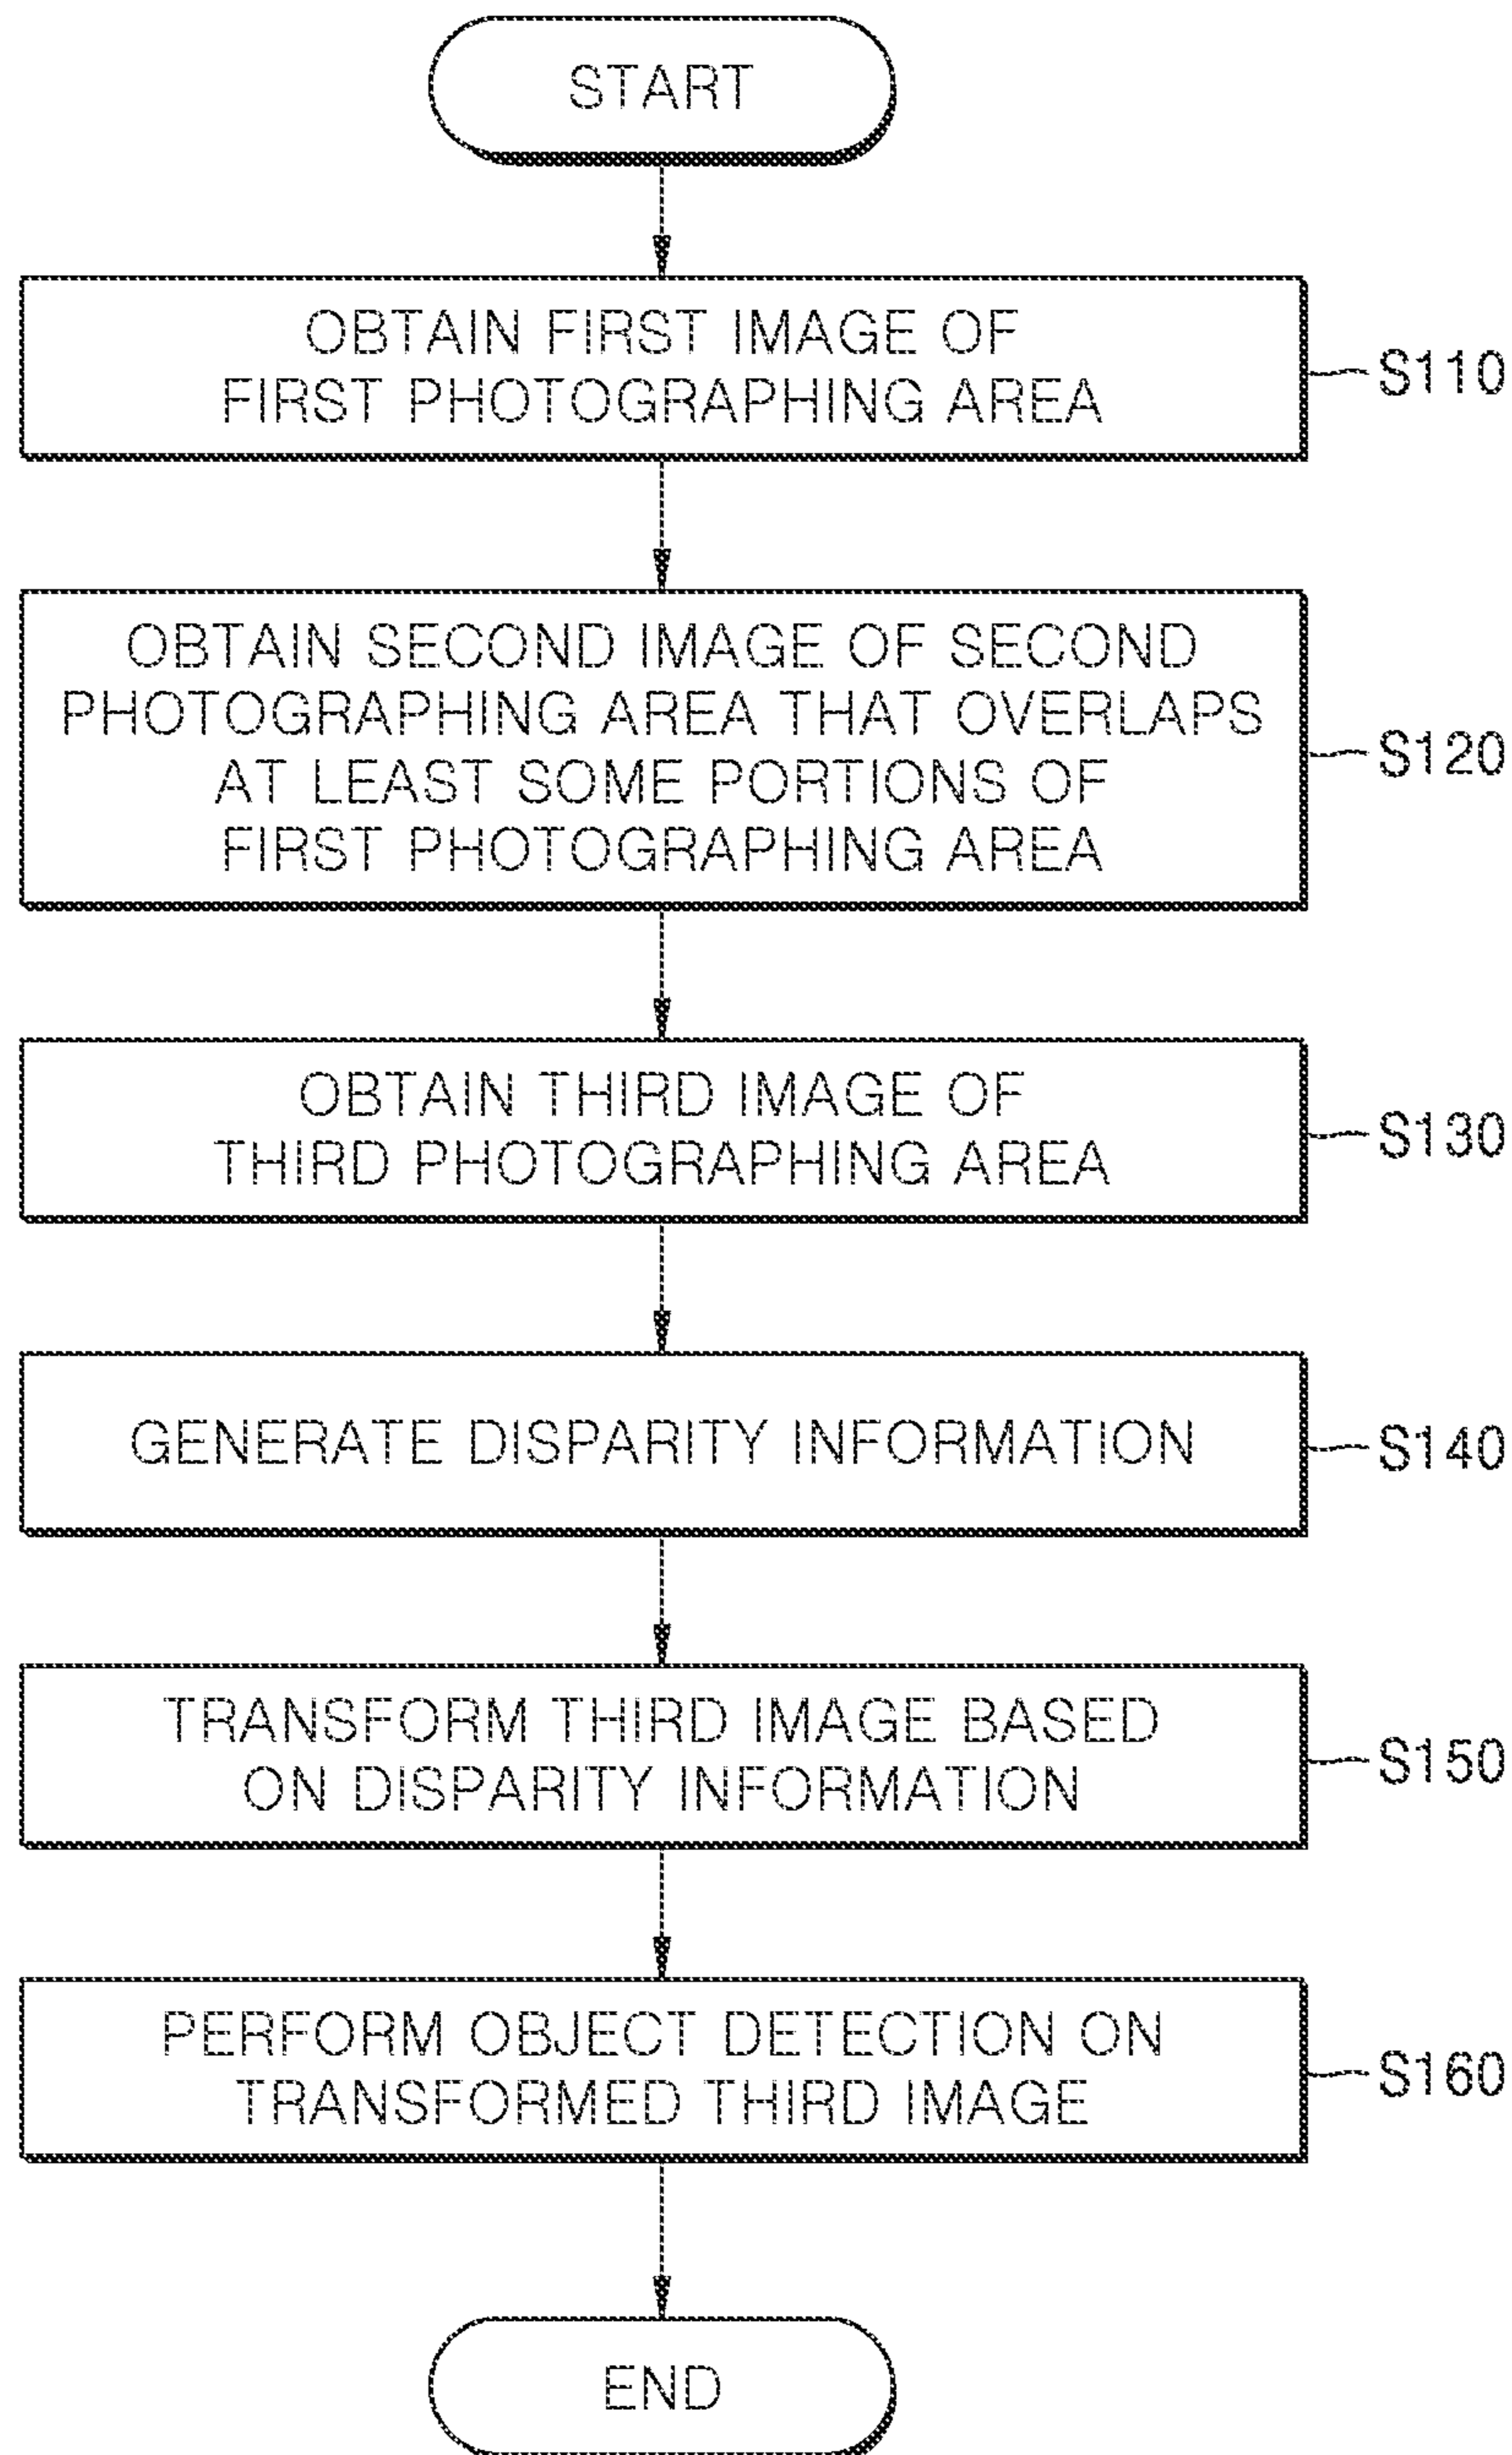 START
OBTAIN FIRST IMAGE OF
FIRST PHOTOGRAPHING AREA
S110
OBTAIN SECOND IMAGE OF SECOND
PHOTOGRAPHING AREA THAT OVERLAPS
AT LEAST SOME PORTIONS OF
FIRST PHOTOGRAPHING AREA
S120
OBTAIN THIRD IMAGE OF
THIRD PHOTOGRAPHING AREA
S130
GENERATE DISPARITY INFORMATION
S140
TRANSFORM THIRD IMAGE BASED
ON DISPARITY INFORMATION
S150
PERFORM OBJECT DETECTION ON
TRANSFORMED THIRD IMAGE
S160
END